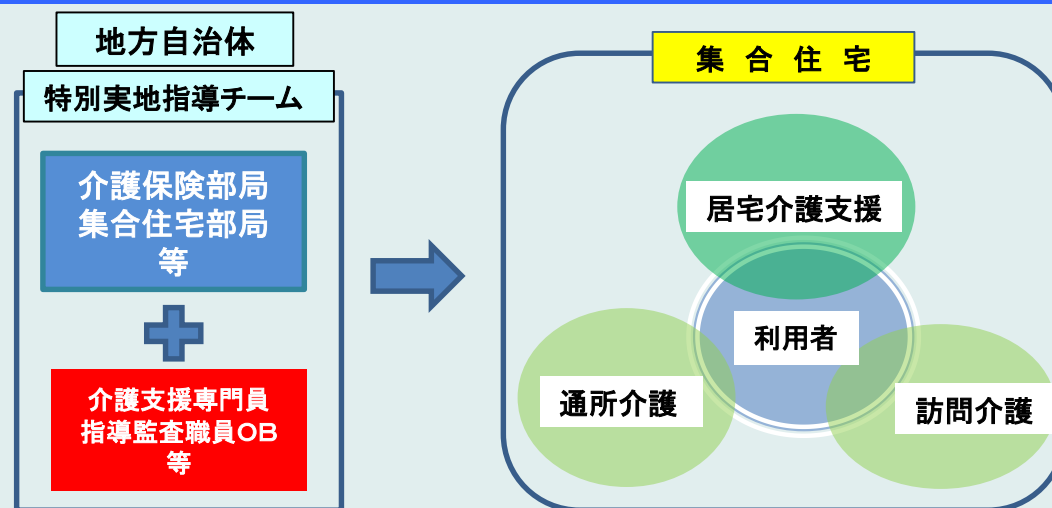 地方自治体
特別実地指導チーム
介護保険部局
集合住宅部局
等
介護支援専門員
指導監査職員OB
等
集合住宅
居宅介護支援
利用者
通所介護
訪問介護